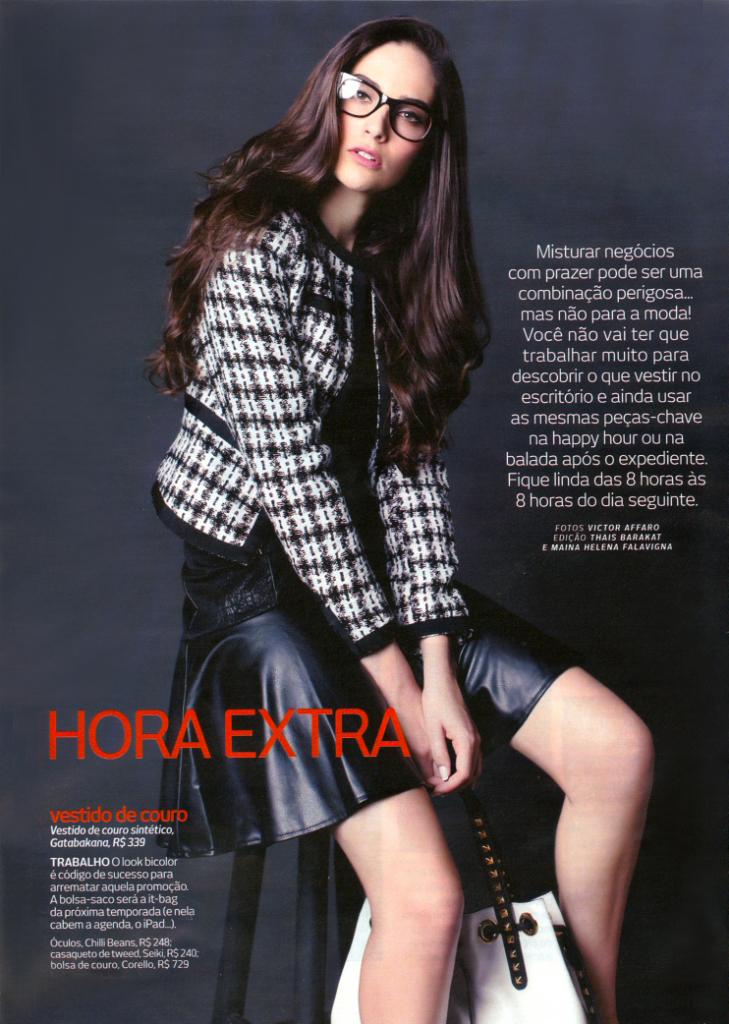 Misturar negócios
com prazer pode ser uma
combinação perigosa...
mas não para a moda!
Você não vai ter que
trabalhar muito para
descobrir o que vestir no
escritório e ainda usar
as mesmas peças-chave
na happy hour ou na
balada após o expediente.
Fique linda das 8 horas às
8 horas do dia seguinte.
FOTOS VICTOR AFFARO
EDIÇÃO THAIS BARAKAT
E MAINA HELENA FALAVIGNA
HORA EXTRA
vestido de couro
Vestido de couro sintético,
Gatabakana, R$ 339
TRABALHO O look bicolor
é código de sucesso para
arrematar aquela promoção.
A bolsa-saco será a it-bag
da próxima temporada (e nela
cabem a agenda, o iPad...).
Óculos, Chilli Beans, R$ 248;
casaqueto de tweed, Seiki, R$ 240;
bolsa de couro, Corello, R$ 729